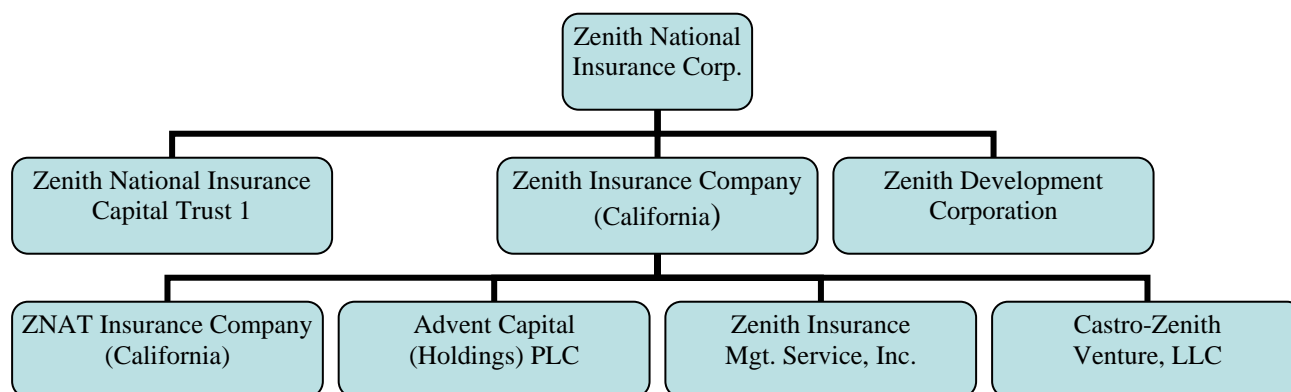 Zenith National
Insurance Corp.
Zenith National Insurance
Capital Trust 1
Zenith Insurance Company
(California)
Zenith Development
Corporation
ZNAT Insurance Company
(California)
Advent Capital
(Holdings) PLC
Zenith Insurance
Mgt. Service, Inc.
Castro-Zenith
Venture, LLC